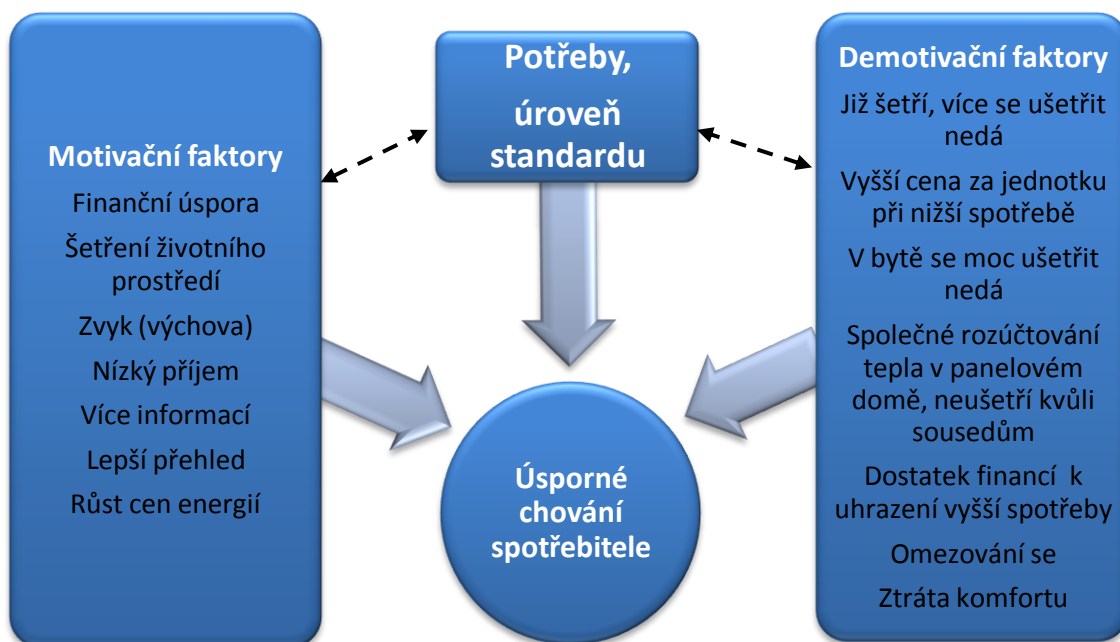 Motivační faktory
Finanční úspora
Šetření životního
prostředí
Zvyk (výchova)
Nízký příjem
Více informací
Lepší přehled
Růst cen energií
Potřeby,
úroveň
standardu
Úsporné
chování
spotřebitele
Demotivační faktory
Již šetří, více se ušetřit
nedá
Vyšší cena za jednotku
při nižší spotřebě
V bytě se moc ušetřit
nedá
Společné rozúčtování
tepla v panelovém
domě, neušetří kvůli
sousedům
Dostatek financí k
uhrazení vyšší spotřeby
Omezování se
Ztráta komfortu